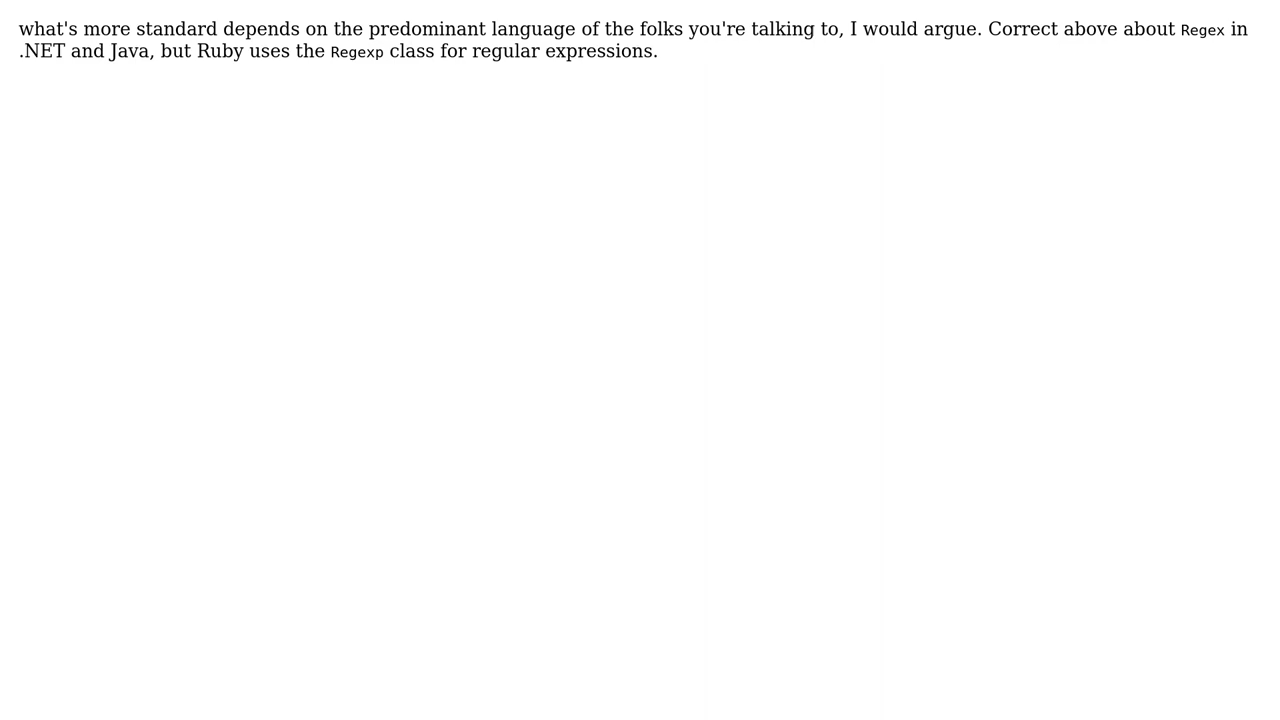 what's more standard depends on the predominant language of the folks you're talking to, I would argue. Correct above about Regex in
.NET and Java, but Ruby uses the Regexp class for regular expressions.